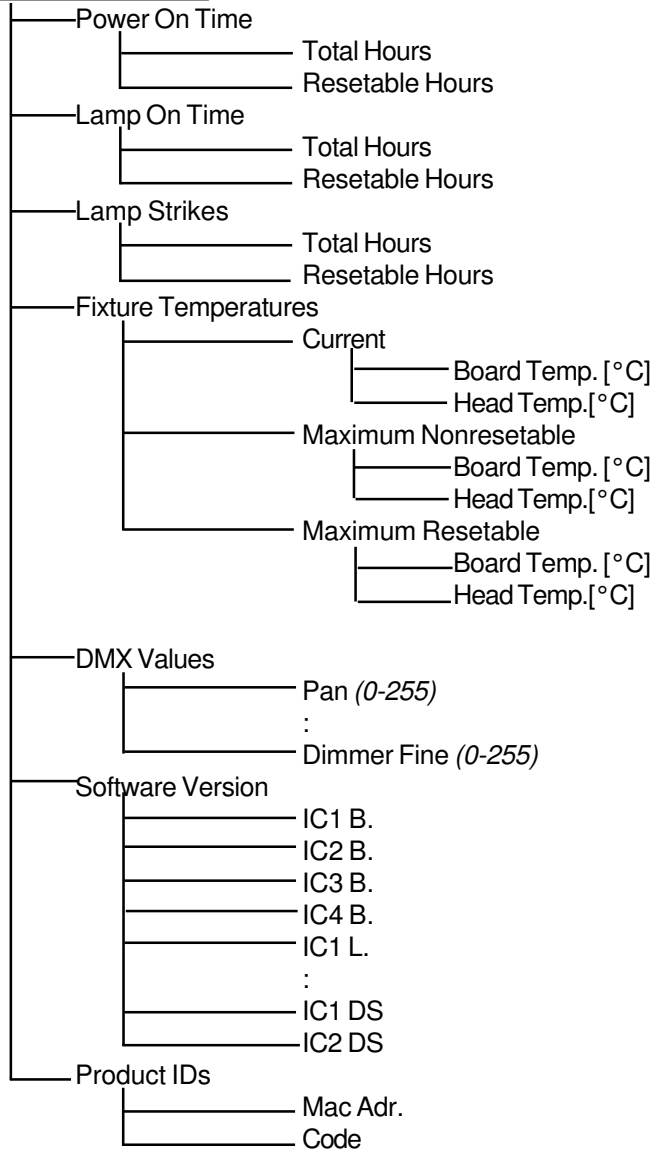 Power On Time
Total Hours
Resetable Hours
Lamp On Time
Total Hours
Resetable Hours
Lamp Strikes
Total Hours
Resetable Hours
Fixture Temperatures
Current
Board Temp. [°C]
Head Temp.[°C]
Maximum Nonresetable
Board Temp. [°C]
Head Temp.[°C]
Maximum Resetable
Board Temp. [°C]
Head Temp.[°C]
DMX Values
Pan (0-255)
:
Dimmer Fine (0-255)
Software Version
IC1 B.
IC2 B.
IC3 B.
IC4 B.
IC1 L.
:
IC1 DS
IC2 DS
Product IDs
Mac Adr.
Code